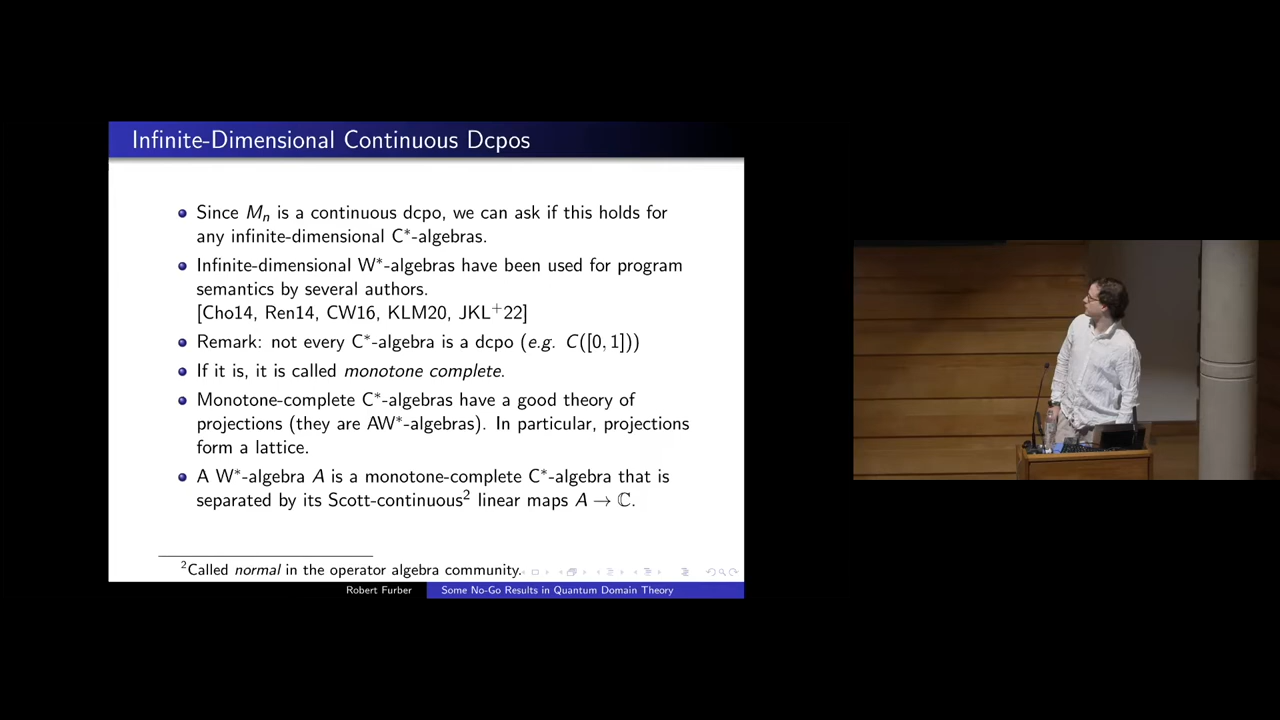 Infinite-Dimensional Continuous Dcpos
Since Mn is a continuous dcpo, we can ask if this holds for
any infinite-dimensional C*-algebras.
Infinite-dimensional W*-algebras have been used for program
semantics by several authors.
[Cho14, Ren14, CW16, KLM20, JKL+22]
Remark: not every C*-algebra is a dcpo (e.g. C([0, 1]))
If it is, it is called monotone complete.
Monotone-complete C*-algebras have a good theory of
projections (they are AW*-algebras). In particular, projections
form a lattice.
A W*-algebra A is a monotone-complete C*-algebra that is
separated by its Scott-continuous2 linear maps A → ℂ.
2Called normal in the operator algebra community.
Robert Furber
Some No-Go Results in Quantum Domain Theory